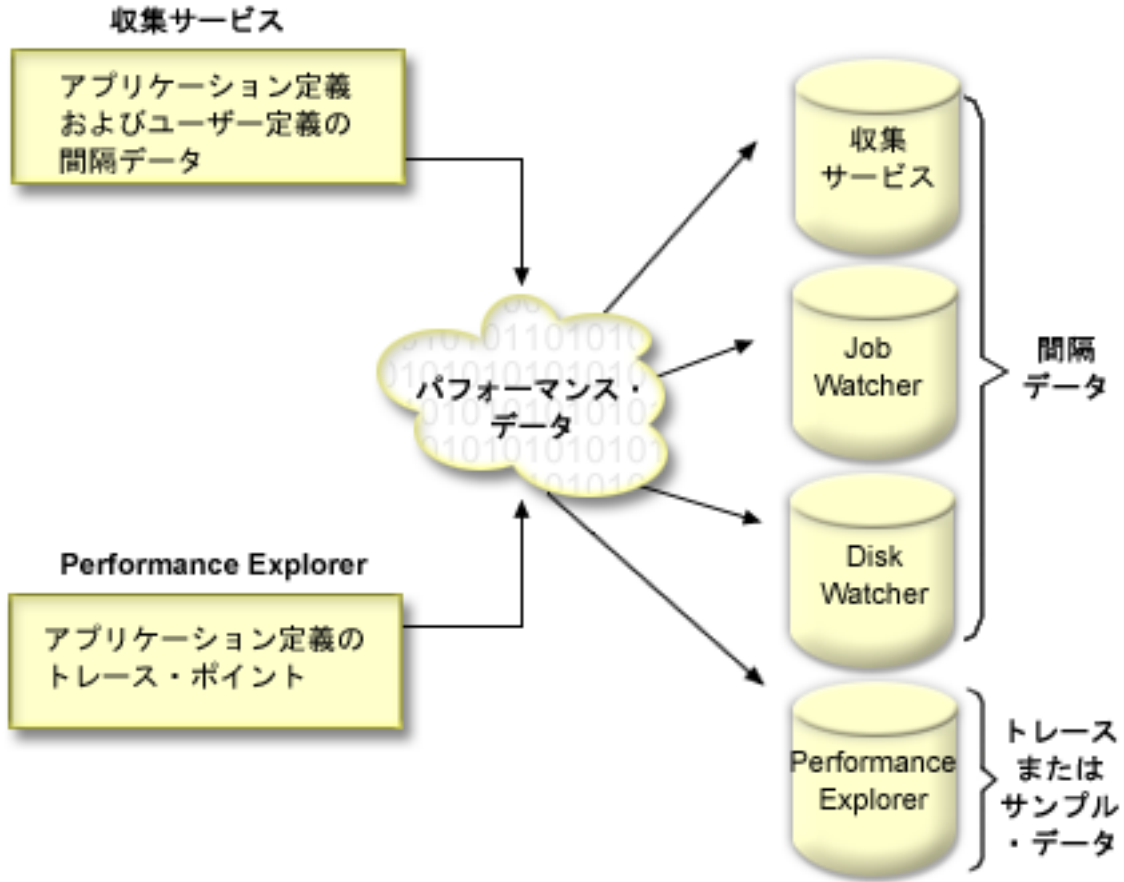 収集サービス
アプリケーション定義
およびユーザー定義の
間隔データ
パフォーマンス・
データ
Performance Explorer
アプリケーション定義の
トレース・ポイント
収集
サービス
Job
Watcher
Disk
Watcher
Performance
Explorer
間隔
データ
トレース
または
サンプル
・データ